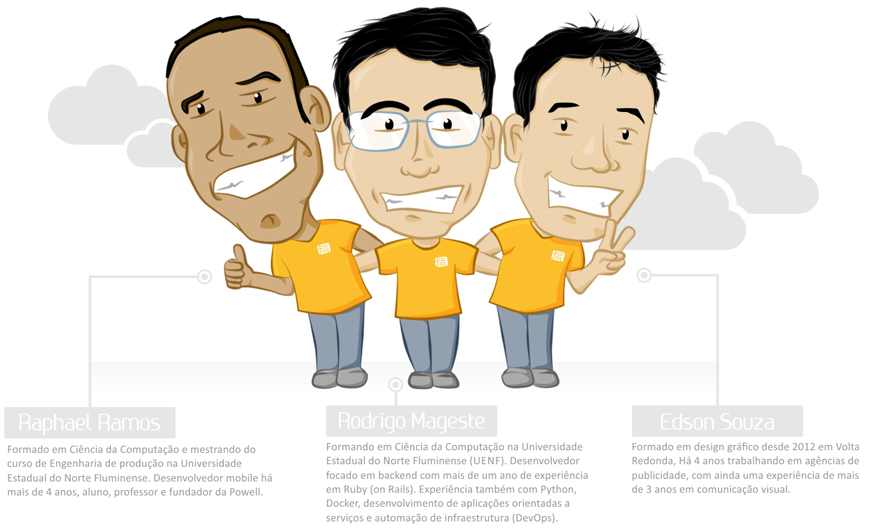 Raphael Ramos
Formado em Ciência da Computação e mestrando do
curso de Engenharia de produção na Universidade
Estadual do Norte Fluminense. Desenvolvedor mobile há
mais de 4 anos, aluno, professor e fundador da Powell.
Rodrigo Mageste
Formando em Ciência da Computação na Universidade
Estadual do Norte Fluminense (UENF). Desenvolvedor
focado em backend com mais de um ano de experiência
em Ruby (on Rails). Experiência também com Python,
Docker, desenvolvimento de aplicações orientadas a
serviços e automação de infraestrutura (DevOps).
Edson Souza
Formado em design gráfico desde 2012 em Volta
Redonda, Há 4 anos trabalhando em agências de
publicidade, com ainda uma experiência de mais
de 3 anos em comunicação visual.